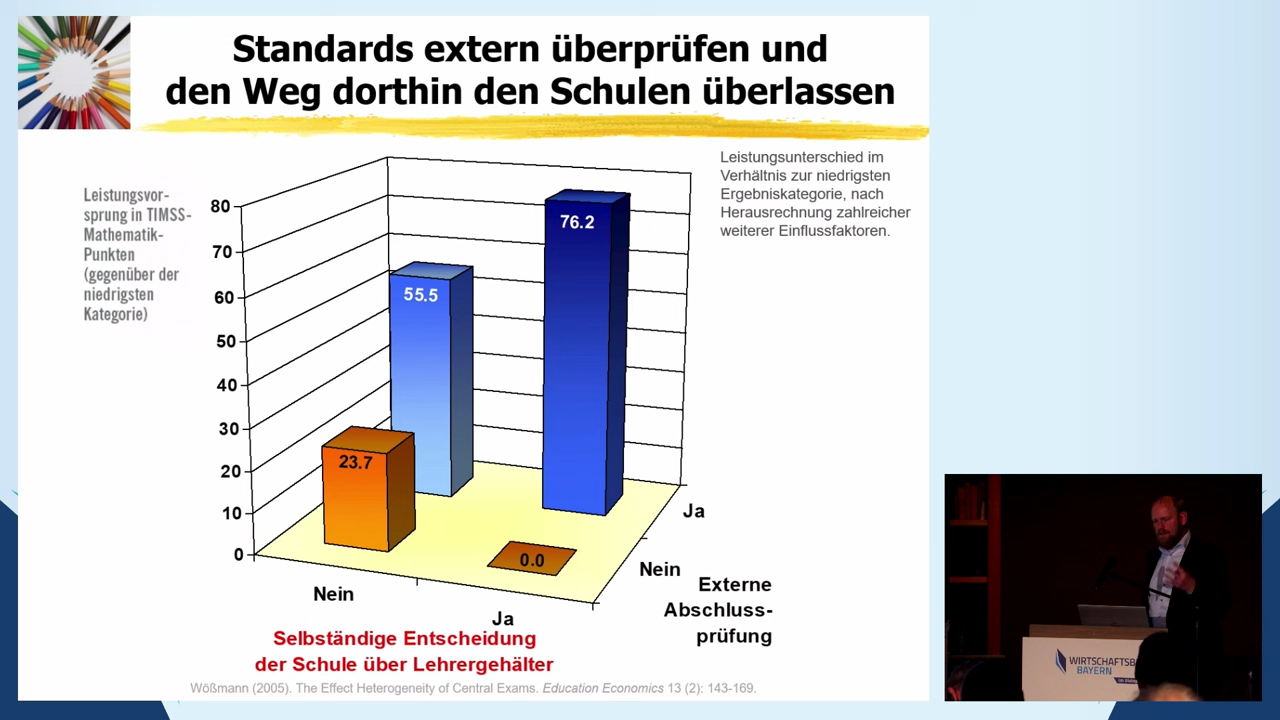 Standards extern überprüfen und
den Weg dorthin den Schulen überlassen
Leistungsvor-
sprung in TIMSS-
Mathematik-
Punkten
(gegenüber der
niedrigsten
Kategorie)
Leistungsunterschied im
Verhältnis zur niedrigsten
Ergebniskategorie, nach
Herausrechnung zahlreicher
weiterer Einflussfaktoren.
80
70
60
50
40
30
20
10
0
76.2
55.5
23.7
0.0
Nein
Ja
Ja
Nein
Externe
Abschluss-
prüfung
Selbständige Entscheidung
der Schule über Lehrergehälter
Wößmann (2005). The Effect Heterogeneity of Central Exams. Education Economics 13 (2): 143-169.
BAYERN